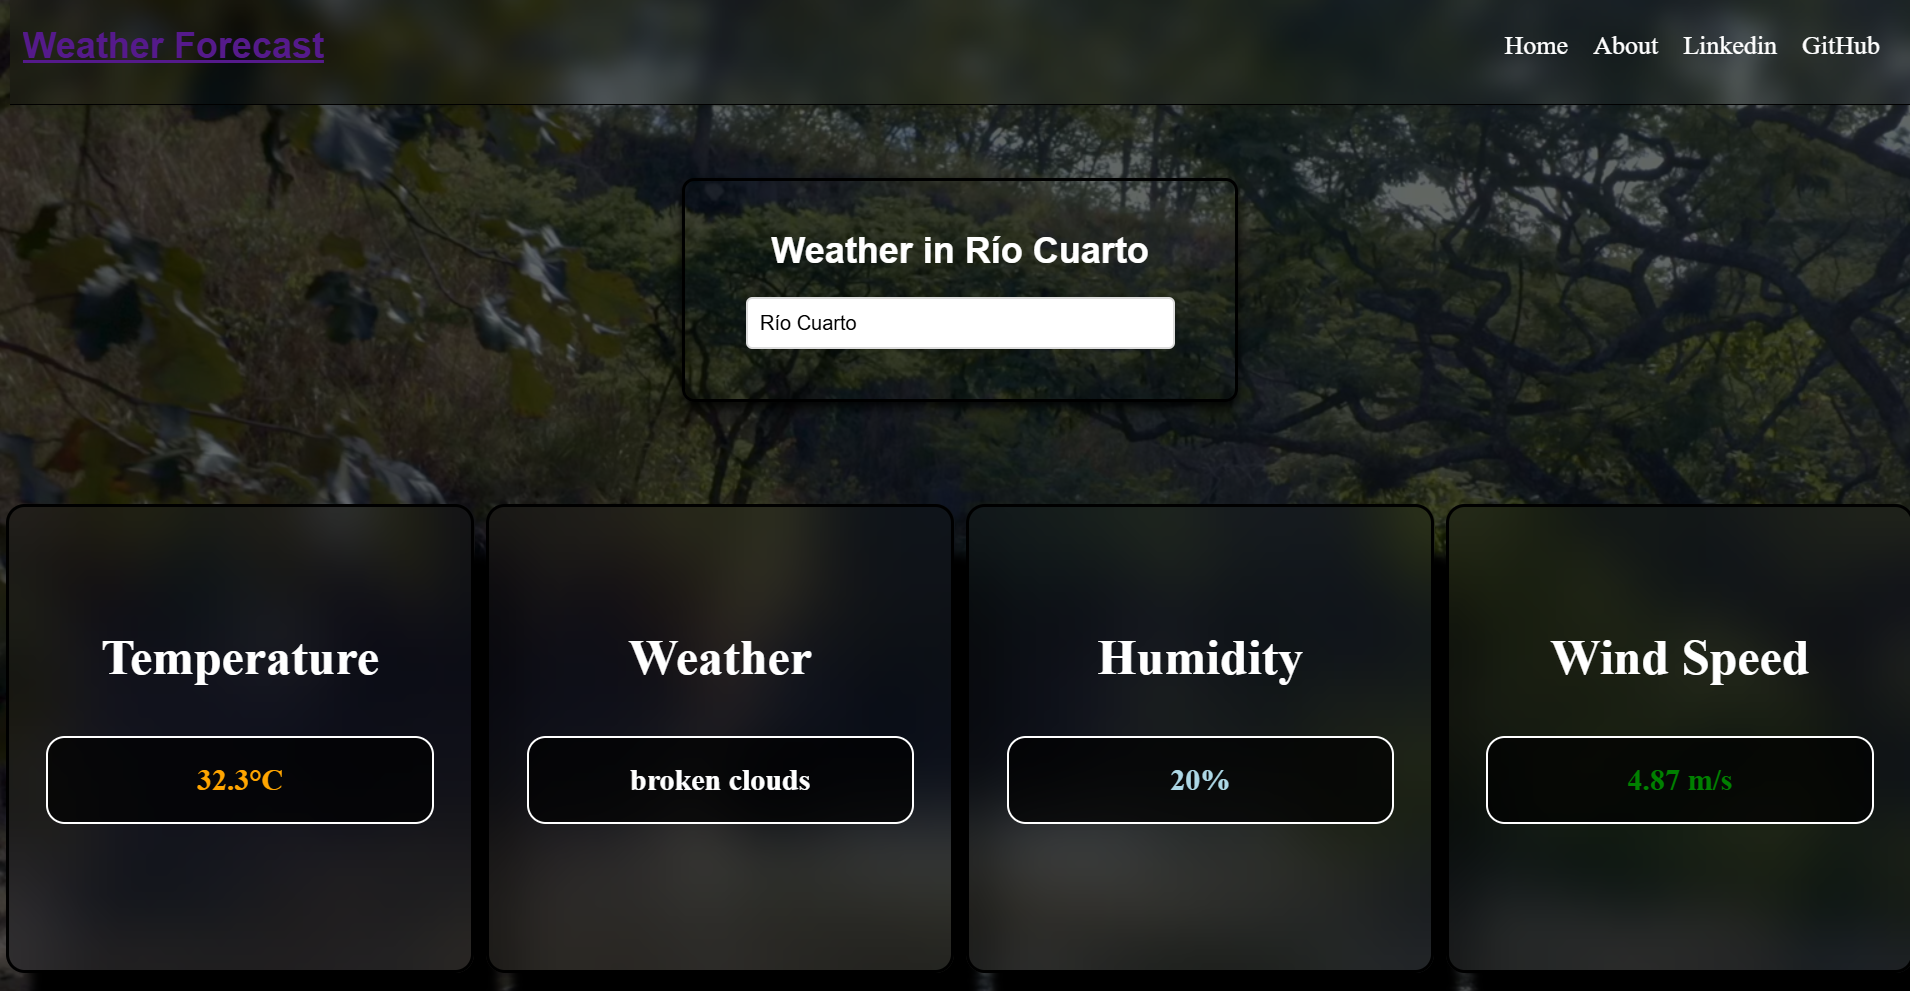 Weather Forecast
Home About Linkedin GitHub
Weather in Río Cuarto
Río Cuarto
Temperature
32.3°C
Weather
broken clouds
Humidity
20%
Wind Speed
4.87 m/s